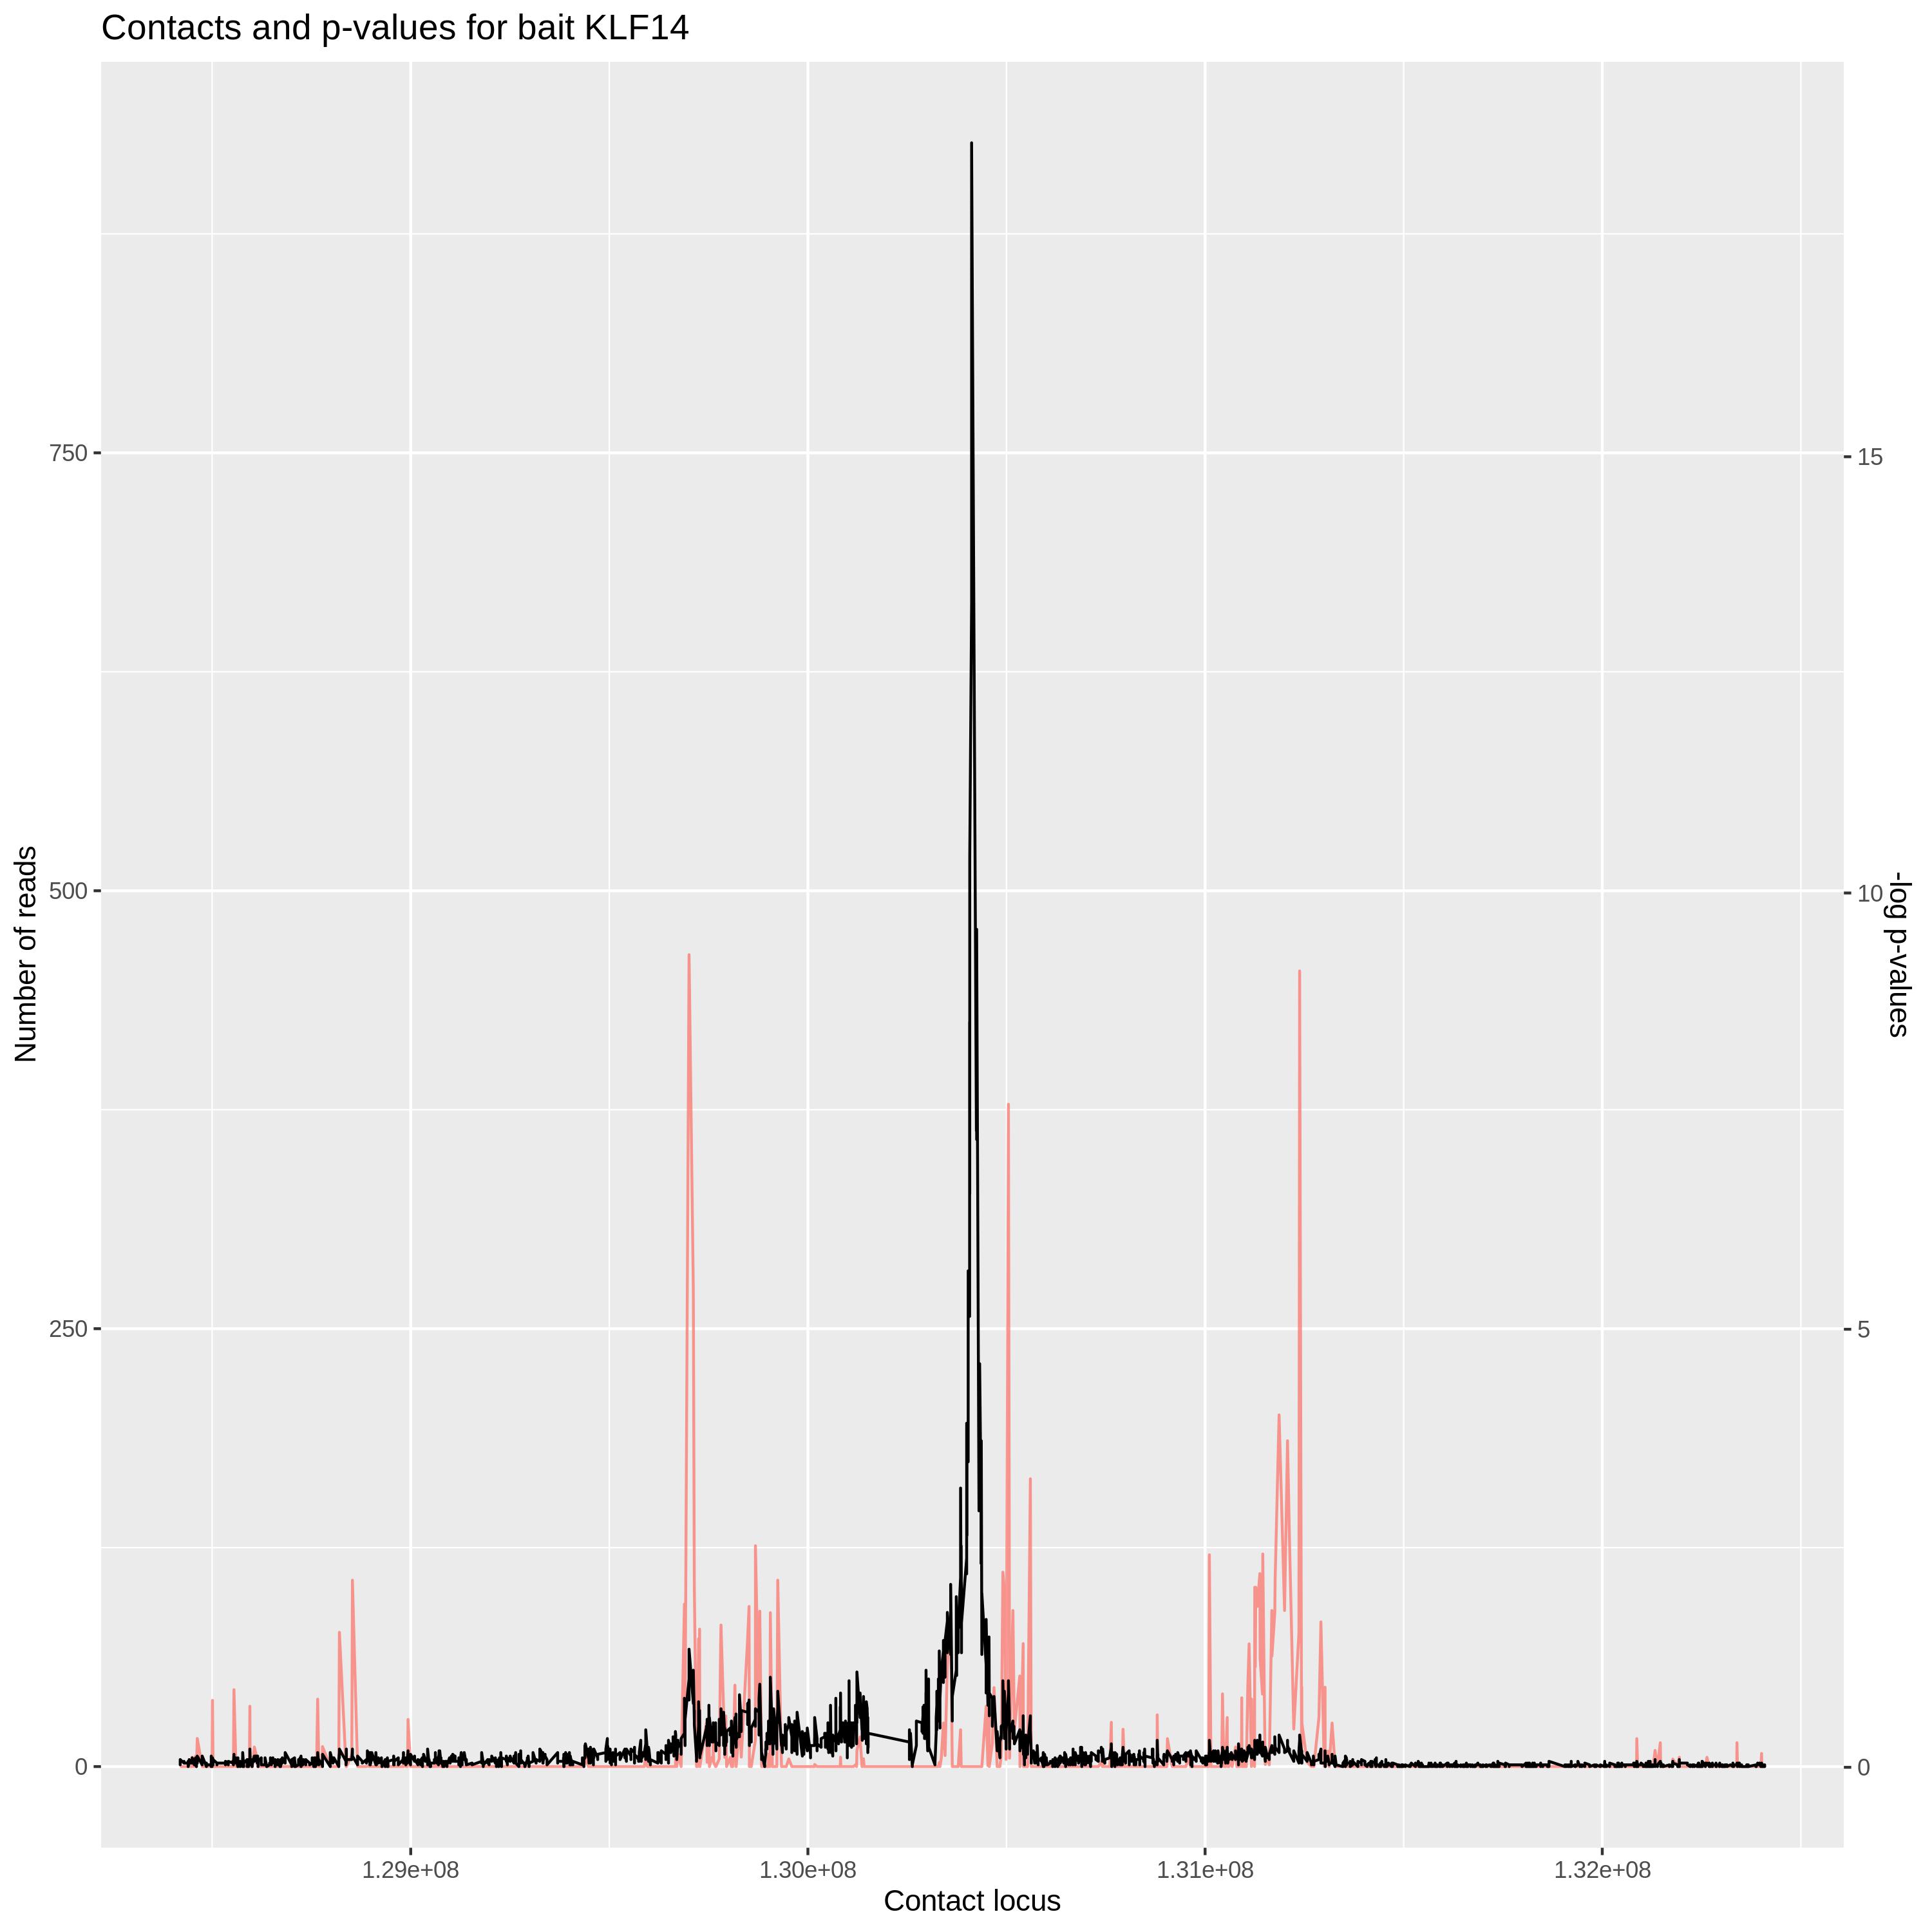 Contacts and p-values for bait KLF14
Number of reads
750
500
250
0
15
10
5
0
-log p-values
1.29e+08
1.30e+08
1.31e+08
1.32e+08
Contact locus